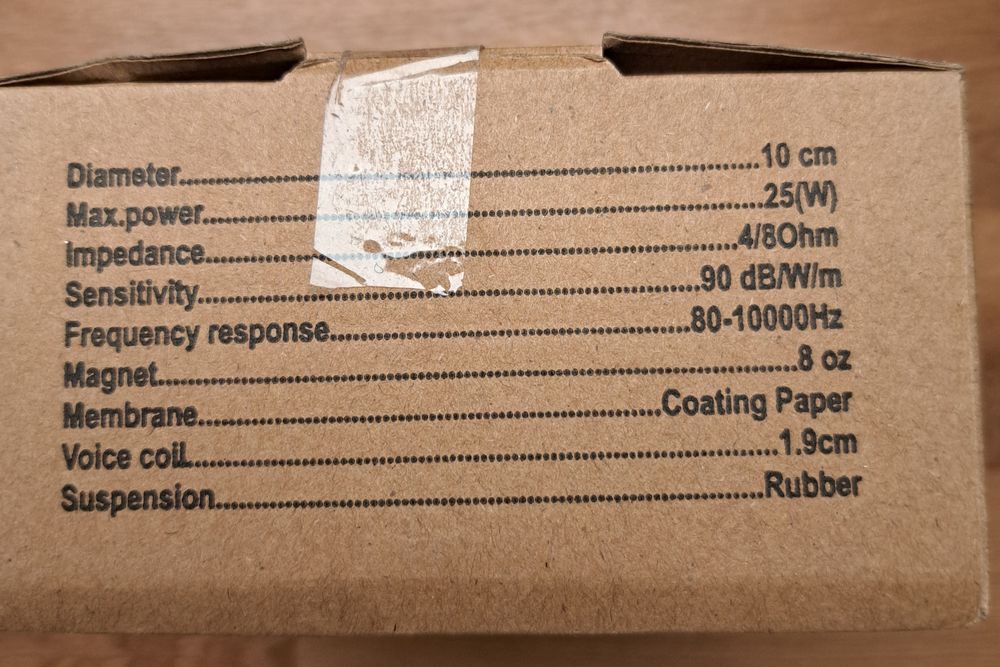 Diameter..........................................................10 cm
Max.power..........................................................25(W)
Impedance..........................................................4/8Ohm
Sensitivity..........................................................90 dB/W/m
Frequency response..........................................................80-10000Hz
Magnet..........................................................8 oz
Membrane..........................................................Coating Paper
Voice coil..........................................................1.9cm
Suspension..........................................................Rubber